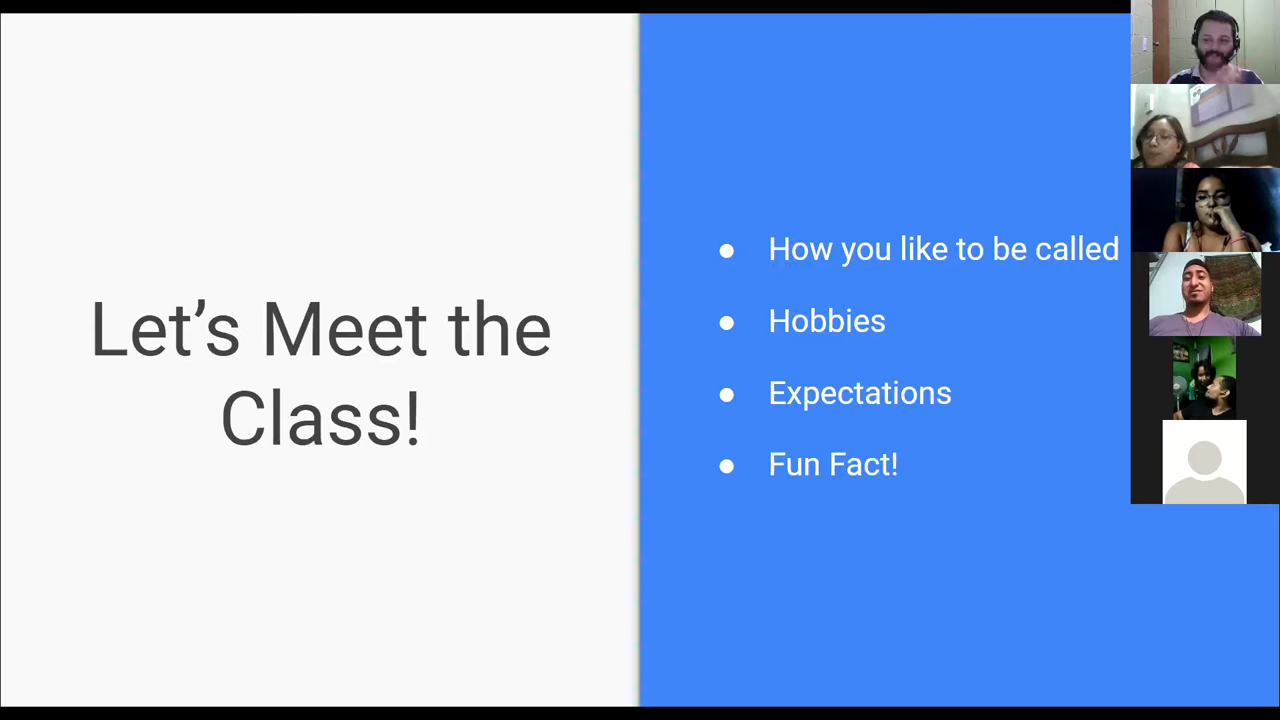 Let’s Meet the
Class!
● How you like to be called
● Hobbies
● Expectations
● Fun Fact!